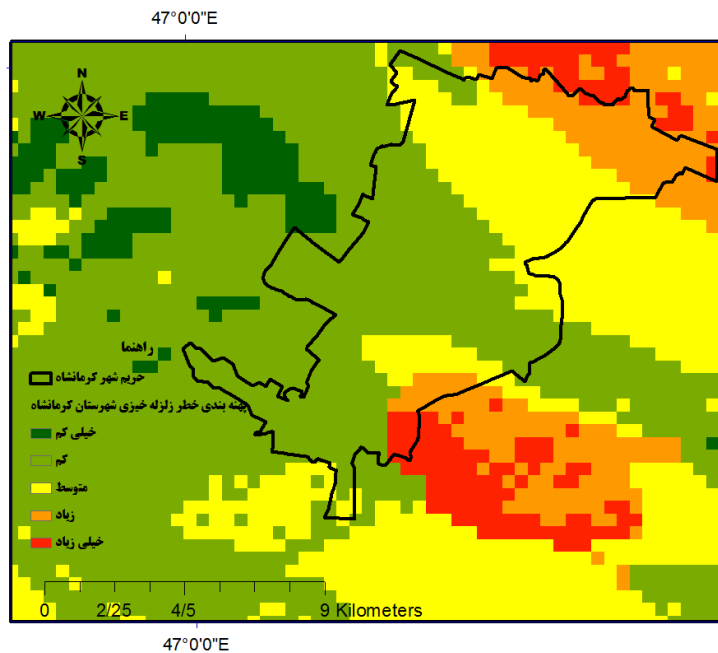 47°0'0"E
N
W E
S
راهنما
حریم شهر کرمانشاه
پهنه بندی خطر زلزله خیزی شهرستان کرمانشاه
خیلی کم
کم
متوسط
زیاد
خیلی زیاد
0 2/25 4/5 9 Kilometers
47°0'0"E